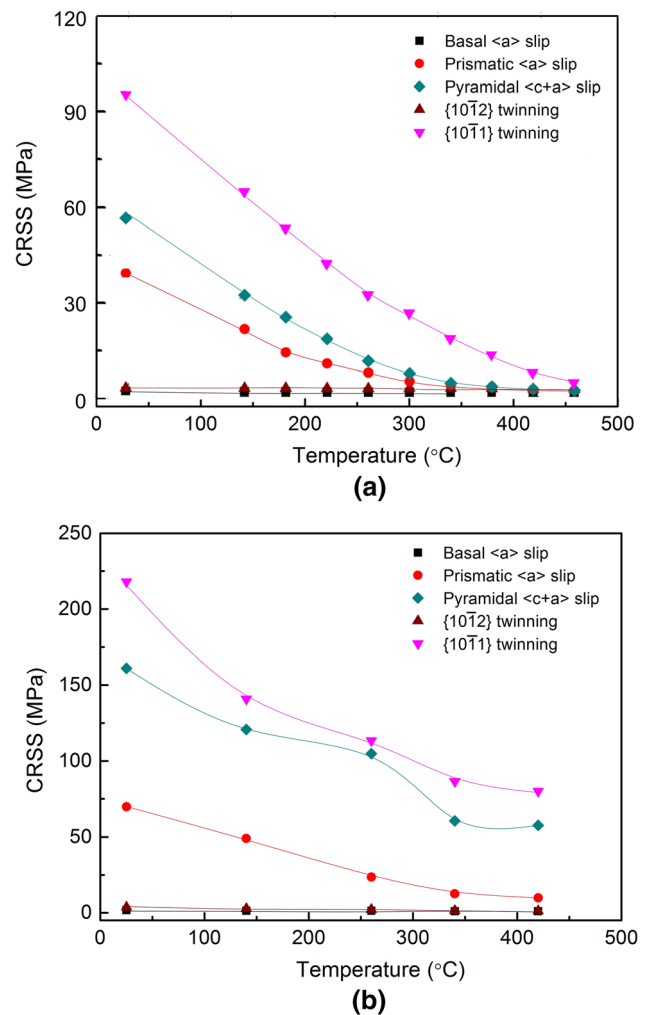 120
90
60
30
0
CRSS (MPa)
Basal <a> slip
Prismatic <a> slip
Pyramidal <c+a> slip
{101̄2} twinning
{101̄1} twinning
0 100 200 300 400 500
Temperature (°C)
(a)
250
200
150
100
50
0
CRSS (MPa)
Basal <a> slip
Prismatic <a> slip
Pyramidal <c+a> slip
{101̄2} twinning
{101̄1} twinning
0 100 200 300 400 500
Temperature (°C)
(b)